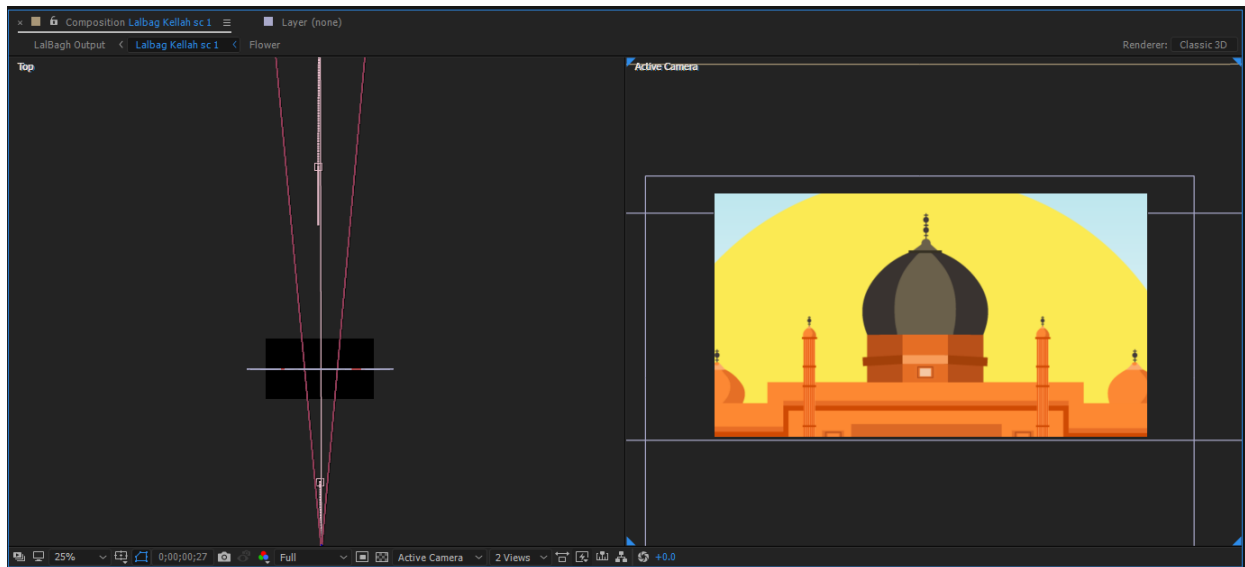 × Composition Lalbag Kellah sc 1 ≡ Layer (none)
LalBagh Output < Lalbag Kellah sc 1 < Flower Renderer: Classic 3D
Top Active Camera
25% 0;00;00;27 Full Active Camera 2 Views +0.0